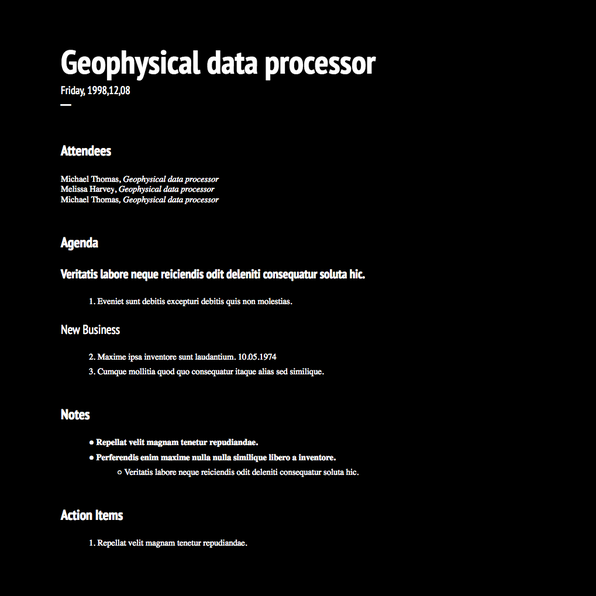 Geophysical data processor
Friday, 1998,12,08
Attendees
Michael Thomas, Geophysical data processor
Melissa Harvey, Geophysical data processor
Michael Thomas, Geophysical data processor
Agenda
Veritatis labore neque reiciendis odit deleniti consequatur soluta hic.
1. Eveniet sunt debitis excepturi debitis quis non molestias.
New Business
2. Maxime ipsa inventore sunt laudantium. 10.05.1974
3. Cumque mollitia quod quo consequatur itaque alias sed similique.
Notes
● Repellat velit magnam tenetur repudiandae.
● Perferendis enim maxime nulla nulla similique libero a inventore.
○ Veritatis labore neque reiciendis odit deleniti consequatur soluta hic.
Action Items
1. Repellat velit magnam tenetur repudiandae.